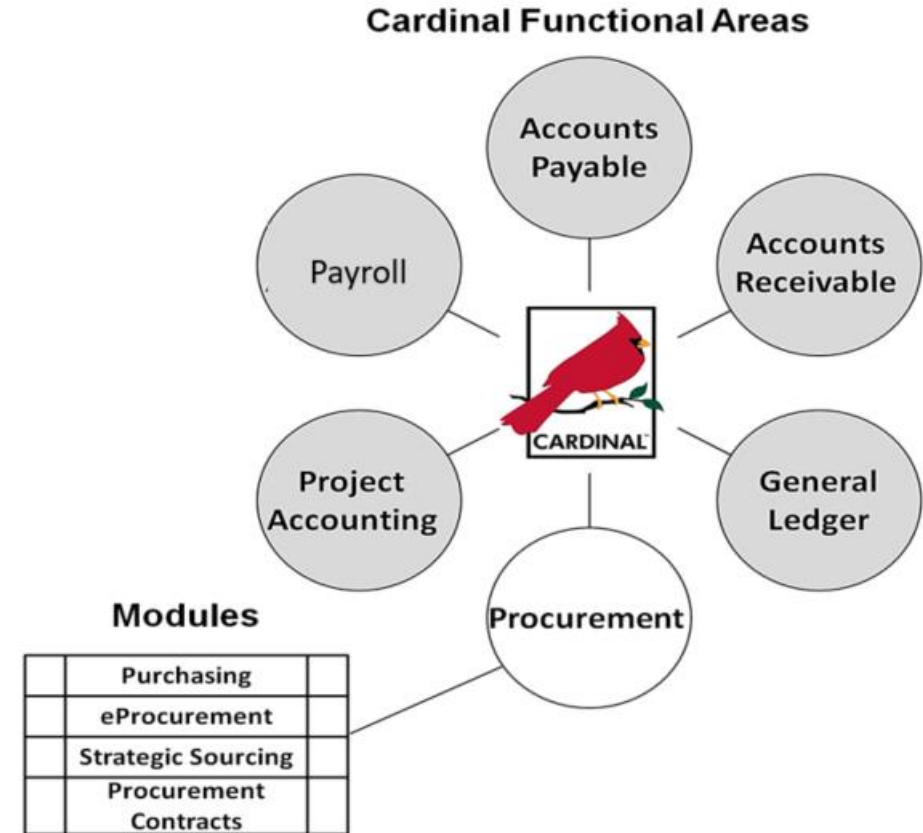 Cardinal Functional Areas
Accounts
Payable
Payroll
Accounts
Receivable
CARDINAL
Project
Accounting
General
Ledger
Procurement
Modules
Purchasing
eProcurement
Strategic Sourcing
Procurement
Contracts